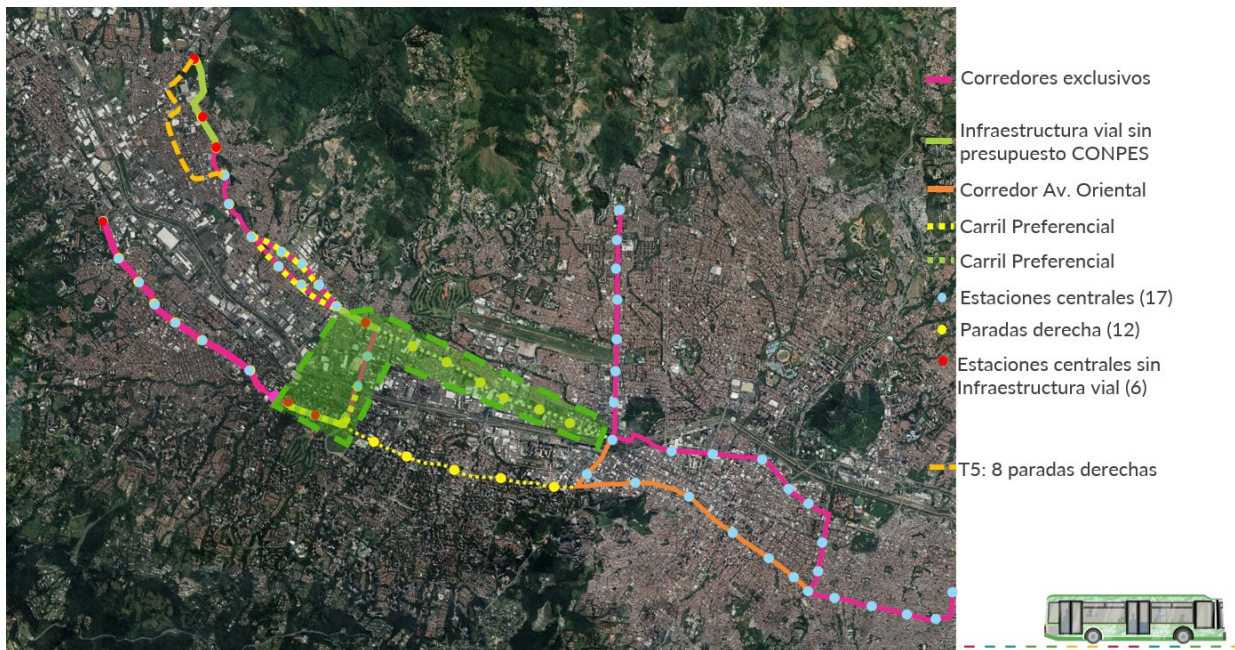 Corredores exclusivos
Infraestructura vial sin
presupuesto CONPES
Corredor Av. Oriental
Carril Preferencial
Carril Preferencial
Estaciones centrales (17)
Paradas derecha (12)
Estaciones centrales sin
Infraestructura vial (6)
T5: 8 paradas derechas